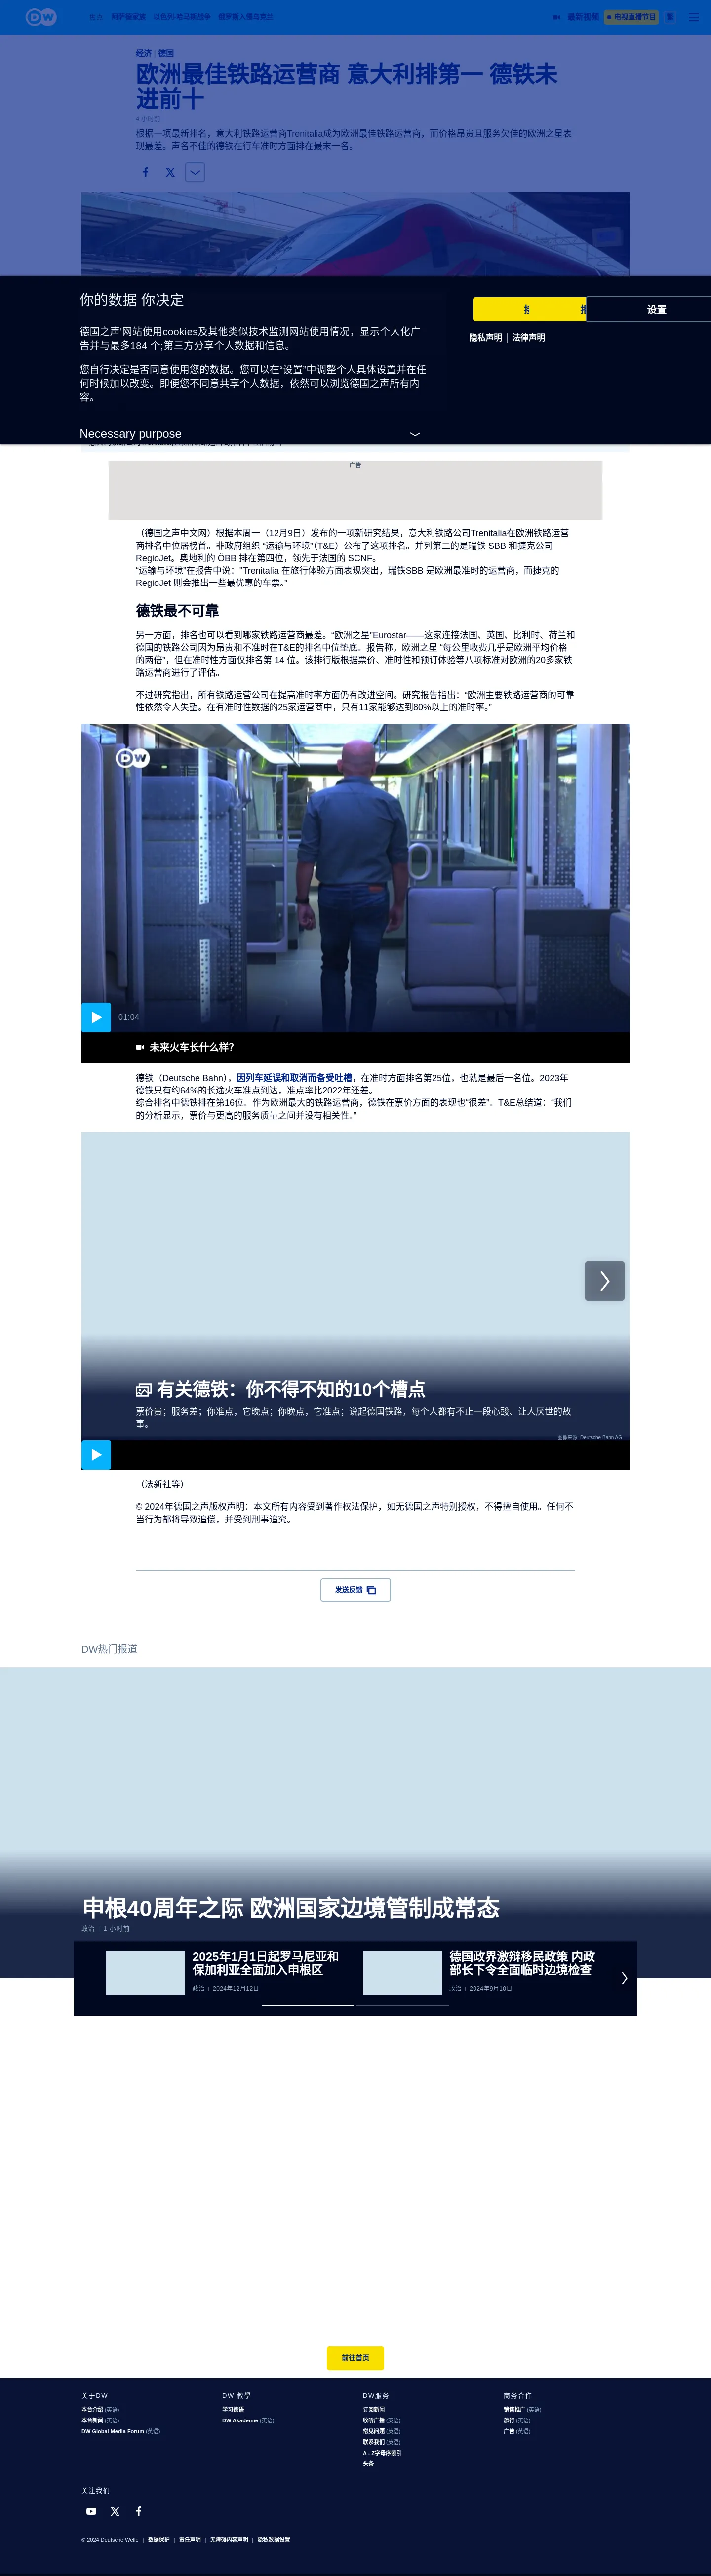 DW
焦点 阿萨德家族 以色列-哈马斯战争 俄罗斯入侵乌克兰
最新视频 电视直播节目 繁
经济 | 德国
欧洲最佳铁路运营商 意大利排第一 德铁未
进前十
4 小时前
根据一项最新排名，意大利铁路运营商Trenitalia成为欧洲最佳铁路运营商，而价格昂贵且服务欠佳的欧洲之星表
现最差。声名不佳的德铁在行车准时方面排在最末一名。
你的数据 你决定
德国之声'网站使用cookies及其他类似技术监测网站使用情况，显示个人化广
告并与最多184 个;第三方分享个人数据和信息。
您自行决定是否同意使用您的数据。您可以在“设置”中调整个人具体设置并在任
何时候加以改变。即便您不同意共享个人数据，依然可以浏览德国之声所有内
容。
Necessary purpose
设置
隐私声明 | 法律声明
广告
（德国之声中文网）根据本周一（12月9日）发布的一项新研究结果，意大利铁路公司Trenitalia在欧洲铁路运营
商排名中位居榜首。非政府组织 “运输与环境”（T&E）公布了这项排名。并列第二的是瑞铁 SBB 和捷克公司
RegioJet。奥地利的 ÖBB 排在第四位，领先于法国的 SCNF。
“运输与环境”在报告中说：”Trenitalia 在旅行体验方面表现突出，瑞铁SBB 是欧洲最准时的运营商，而捷克的
RegioJet 则会推出一些最优惠的车票。”
德铁最不可靠
另一方面，排名也可以看到哪家铁路运营商最差。“欧洲之星”Eurostar——这家连接法国、英国、比利时、荷兰和
德国的铁路公司因为昂贵和不准时在T&E的排名中位垫底。报告称，欧洲之星 “每公里收费几乎是欧洲平均价格
的两倍”，但在准时性方面仅排名第 14 位。该排行版根据票价、准时性和预订体验等八项标准对欧洲的20多家铁
路运营商进行了评估。
不过研究指出，所有铁路运营公司在提高准时率方面仍有改进空间。研究报告指出：“欧洲主要铁路运营商的可靠
性依然令人失望。在有准时性数据的25家运营商中，只有11家能够达到80%以上的准时率。”
DW
01:04
未来火车长什么样？
德铁（Deutsche Bahn），因列车延误和取消而备受吐槽，在准时方面排名第25位，也就是最后一名位。2023年
德铁只有约64%的长途火车准点到达，准点率比2022年还差。
综合排名中德铁排在第16位。作为欧洲最大的铁路运营商，德铁在票价方面的表现也“很差”。T&E总结道：“我们
的分析显示，票价与更高的服务质量之间并没有相关性。”
有关德铁：你不得不知的10个槽点
票价贵；服务差；你准点，它晚点；你晚点，它准点；说起德国铁路，每个人都有不止一段心酸、让人厌世的故
事。
图像来源: Deutsche Bahn AG
（法新社等）
© 2024年德国之声版权声明：本文所有内容受到著作权法保护，如无德国之声特别授权，不得擅自使用。任何不
当行为都将导致追偿，并受到刑事追究。
发送反馈
DW热门报道
申根40周年之际 欧洲国家边境管制成常态
政治 | 1 小时前
2025年1月1日起罗马尼亚和
保加利亚全面加入申根区
政治 | 2024年12月12日
德国政界激辩移民政策 内政
部长下令全面临时边境检查
政治 | 2024年9月10日
前往首页
关于DW
本台介绍 (英语)
本台新闻 (英语)
DW Global Media Forum (英语)
DW 教學
学习德语
DW Akademie (英语)
DW服务
订阅新闻
收听广播 (英语)
常见问题 (英语)
联系我们 (英语)
A - Z字母序索引
头条
商务合作
销售推广 (英语)
旅行 (英语)
广告 (英语)
关注我们
© 2024 Deutsche Welle | 数据保护 | 责任声明 | 无障碍内容声明 | 隐私数据设置